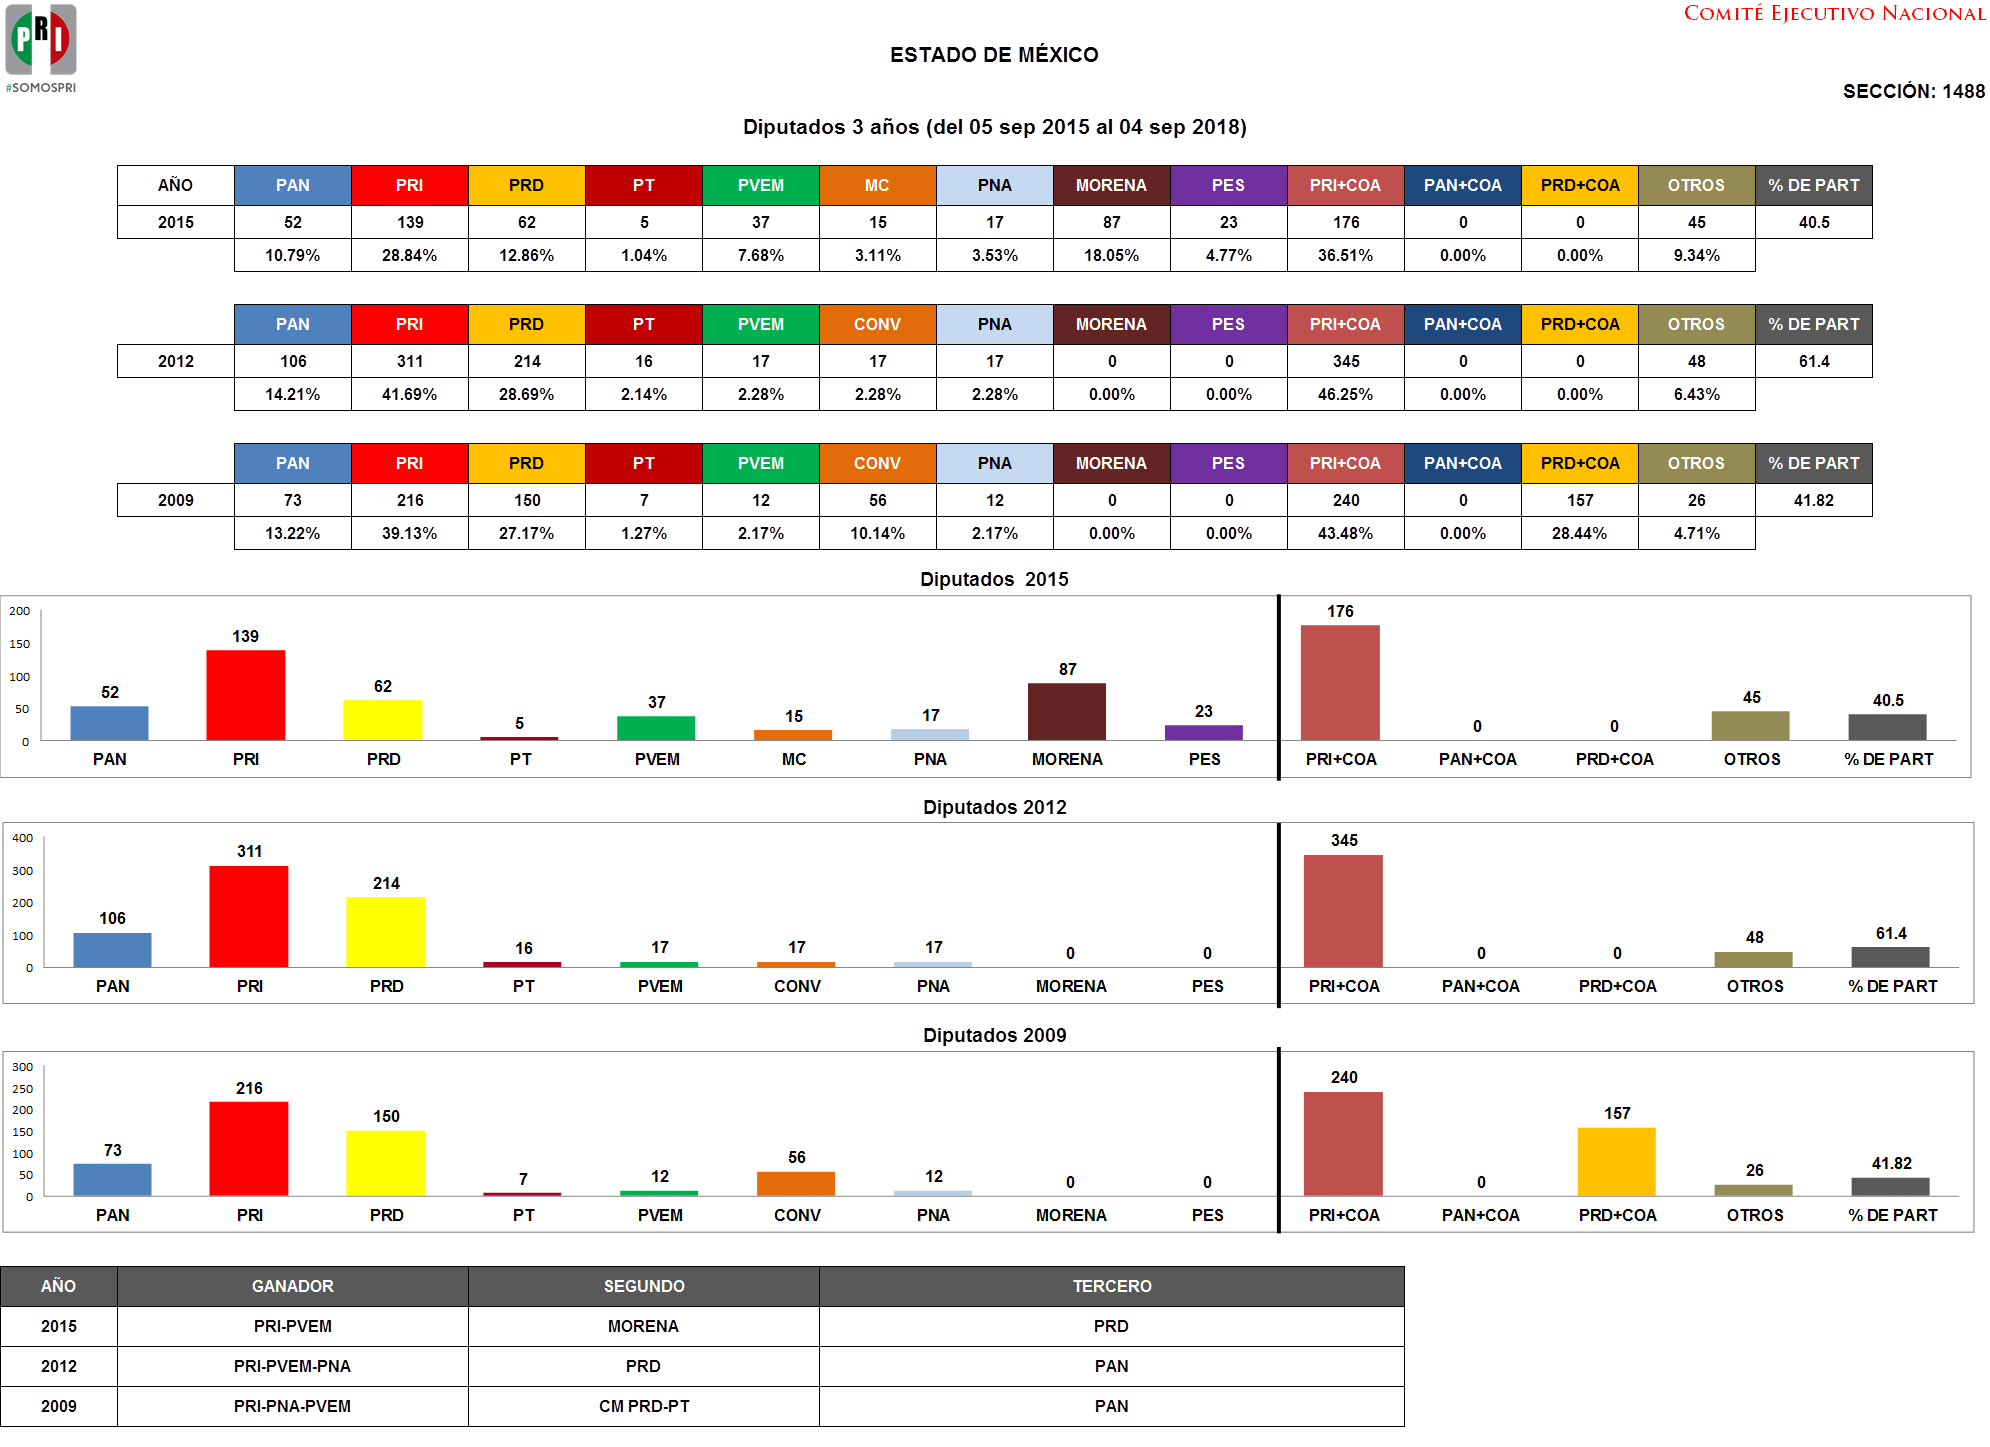 PRI
#SOMOSPRI
COMITÉ EJECUTIVO NACIONAL
ESTADO DE MÉXICO
SECCIÓN: 1488
Diputados 3 años (del 05 sep 2015 al 04 sep 2018)
AÑO PAN PRI PRD PT PVEM MC PNA MORENA PES PRI+COA PAN+COA PRD+COA OTROS % DE PART
2015 52 139 62 5 37 15 17 87 23 176 0 0 45 40.5
10.79% 28.84% 12.86% 1.04% 7.68% 3.11% 3.53% 18.05% 4.77% 36.51% 0.00% 0.00% 9.34%
PAN PRI PRD PT PVEM CONV PNA MORENA PES PRI+COA PAN+COA PRD+COA OTROS % DE PART
2012 106 311 214 16 17 17 17 0 0 345 0 0 48 61.4
14.21% 41.69% 28.69% 2.14% 2.28% 2.28% 2.28% 0.00% 0.00% 46.25% 0.00% 0.00% 6.43%
PAN PRI PRD PT PVEM CONV PNA MORENA PES PRI+COA PAN+COA PRD+COA OTROS % DE PART
2009 73 216 150 7 12 56 12 0 0 240 0 157 26 41.82
13.22% 39.13% 27.17% 1.27% 2.17% 10.14% 2.17% 0.00% 0.00% 43.48% 0.00% 28.44% 4.71%
Diputados 2015
200
150
100
50
0
52 139 62 5 37 15 17 87 23 176 0 0 45 40.5
PAN PRI PRD PT PVEM MC PNA MORENA PES PRI+COA PAN+COA PRD+COA OTROS % DE PART
Diputados 2012
400
300
200
100
0
106 311 214 16 17 17 17 0 0 345 0 0 48 61.4
PAN PRI PRD PT PVEM CONV PNA MORENA PES PRI+COA PAN+COA PRD+COA OTROS % DE PART
Diputados 2009
300
250
200
150
100
50
0
73 216 150 7 12 56 12 0 0 240 0 157 26 41.82
PAN PRI PRD PT PVEM CONV PNA MORENA PES PRI+COA PAN+COA PRD+COA OTROS % DE PART
AÑO GANADOR SEGUNDO TERCERO
2015 PRI-PVEM MORENA PRD
2012 PRI-PVEM-PNA PRD PAN
2009 PRI-PNA-PVEM CM PRD-PT PAN